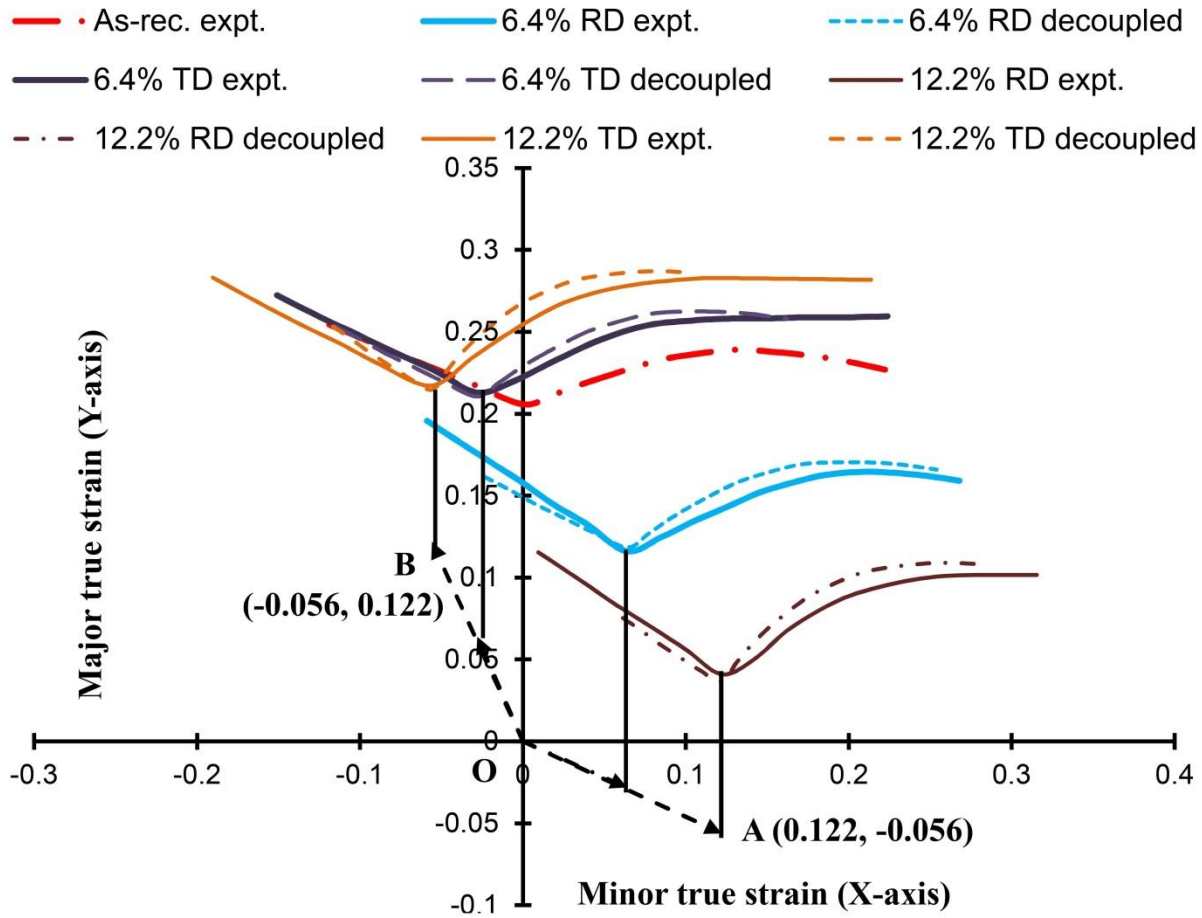 As-rec. expt. 6.4% RD expt. 6.4% RD decoupled
6.4% TD expt. 6.4% TD decoupled 12.2% RD expt.
12.2% RD decoupled 12.2% TD expt. 12.2% TD decoupled
0.35
0.3
0.25
0.2
0.15
0.1
0.05
0
-0.05
-0.1
Major true strain (Y-axis)
B
(-0.056, 0.122)
O
-0.3 -0.2 -0.1 0 0.1 0.2 0.3 0.4
A (0.122, -0.056)
Minor true strain (X-axis)